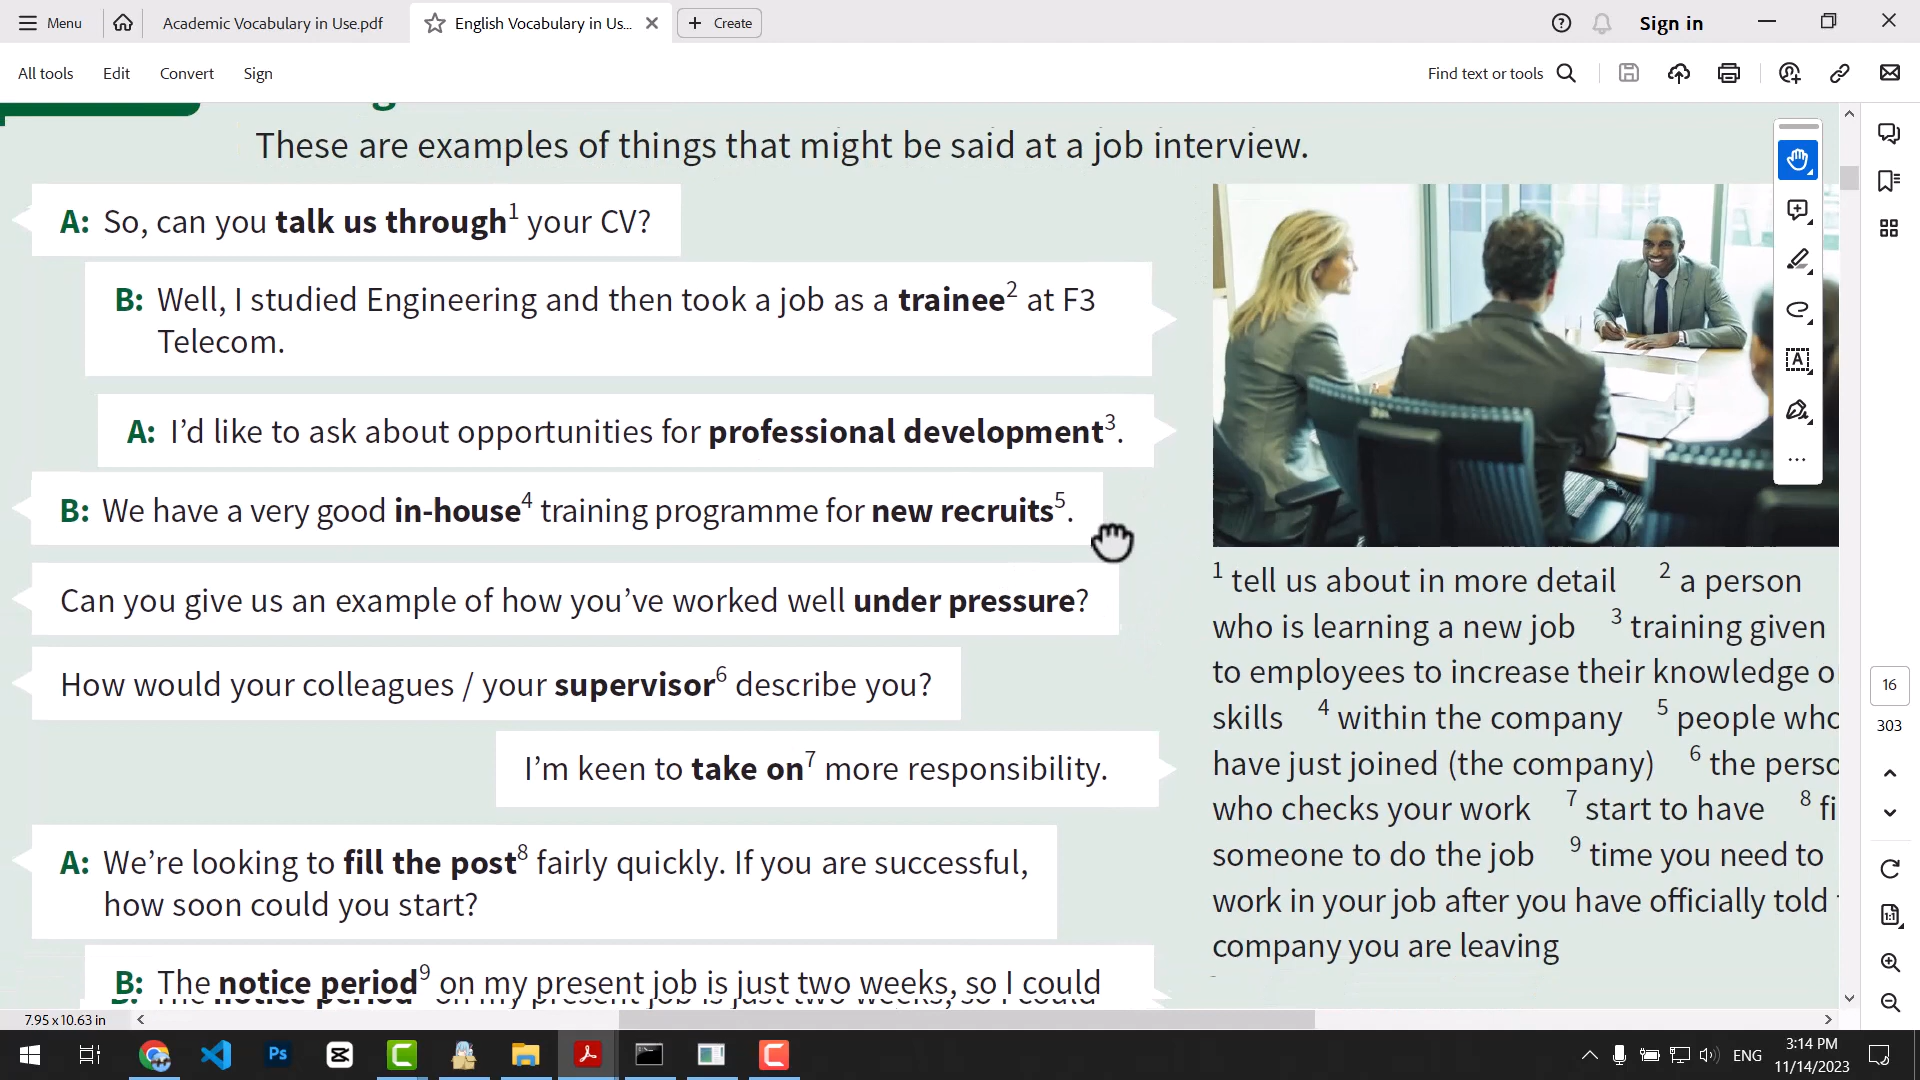 Menu
Academic Vocabulary in Use.pdf
English Vocabulary in Us...
Create
Sign in
All tools
Edit
Convert
Sign
Find text or tools
These are examples of things that might be said at a job interview.
A: So, can you talk us through1 your CV?
B: Well, I studied Engineering and then took a job as a trainee2 at F3
Telecom.
A: I'd like to ask about opportunities for professional development3.
B: We have a very good in-house4 training programme for new recruits5.
Can you give us an example of how you've worked well under pressure?
How would your colleagues / your supervisor6 describe you?
I'm keen to take on7 more responsibility.
A: We're looking to fill the post8 fairly quickly. If you are successful,
how soon could you start?
B: The notice period9 on my present job is just two weeks, so I could
1 tell us about in more detail 2 a person
who is learning a new job 3 training given
to employees to increase their knowledge o
skills 4 within the company 5 people who
have just joined (the company) 6 the perso
who checks your work 7 start to have 8 fi
someone to do the job 9 time you need to
work in your job after you have officially told
company you are leaving
16
303
7.95 x 10.63 in
Ps
ENG
3:14 PM
11/14/2023